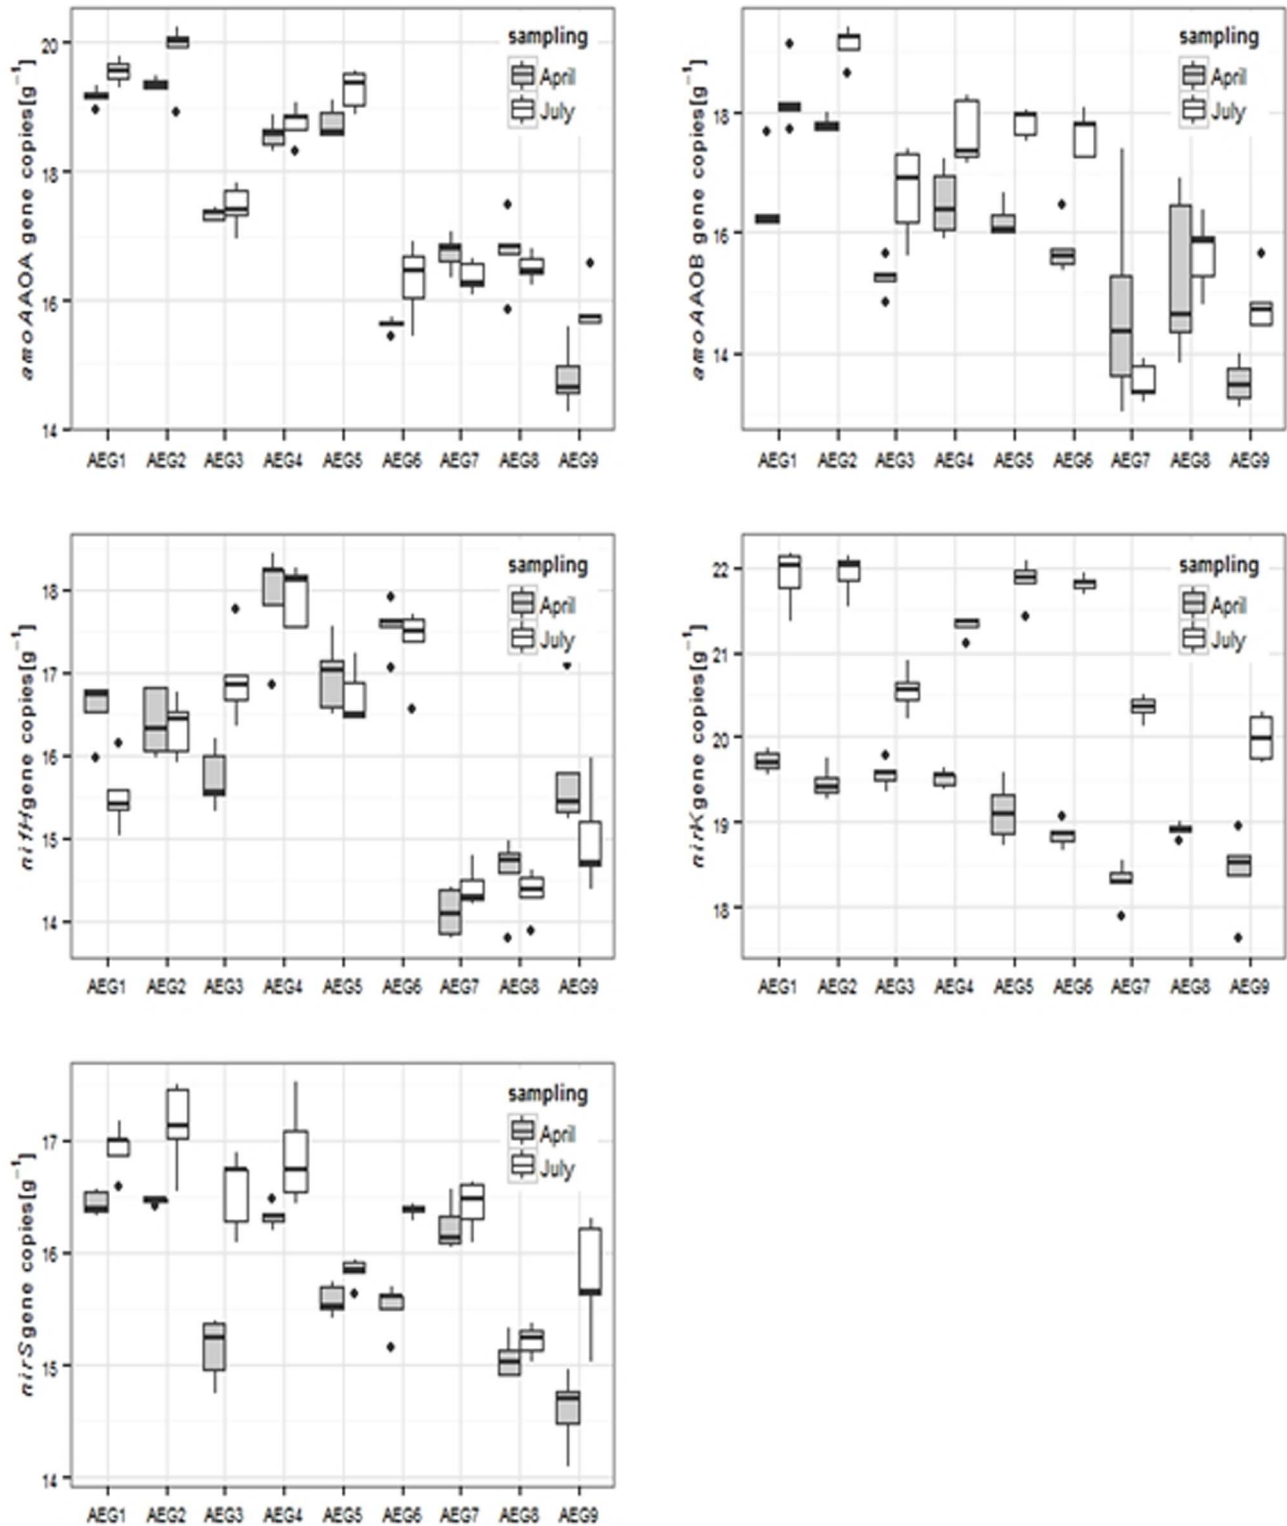 amoA AOA gene copies[g⁻¹]
20
18
16
14
sampling
April
July
AEG1 AEG2 AEG3 AEG4 AEG5 AEG6 AEG7 AEG8 AEG9
amoA AOB gene copies[g⁻¹]
18
16
14
sampling
April
July
AEG1 AEG2 AEG3 AEG4 AEG5 AEG6 AEG7 AEG8 AEG9
nifH gene copies[g⁻¹]
18
17
16
15
14
sampling
April
July
AEG1 AEG2 AEG3 AEG4 AEG5 AEG6 AEG7 AEG8 AEG9
nirK gene copies[g⁻¹]
22
21
20
19
18
sampling
April
July
AEG1 AEG2 AEG3 AEG4 AEG5 AEG6 AEG7 AEG8 AEG9
nirS gene copies[g⁻¹]
17
16
15
14
sampling
April
July
AEG1 AEG2 AEG3 AEG4 AEG5 AEG6 AEG7 AEG8 AEG9